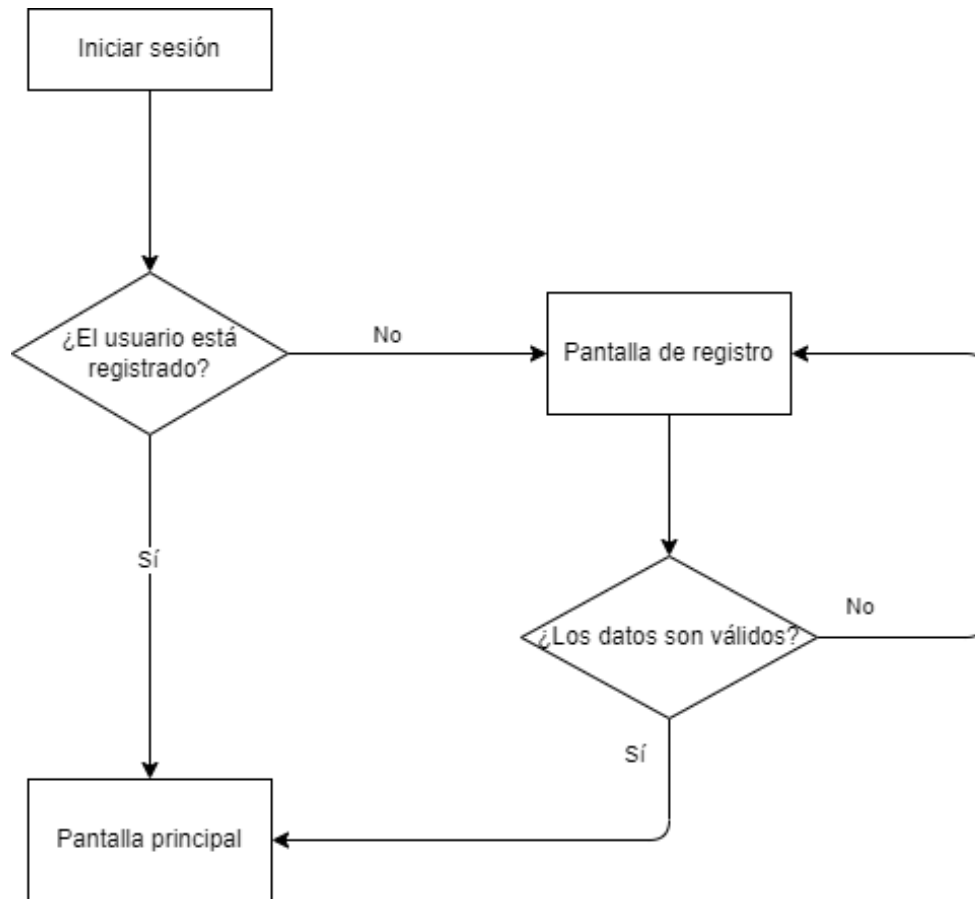 Iniciar sesión
¿El usuario está
registrado?
No
Pantalla de registro
Sí
¿Los datos son válidos?
No
Sí
Pantalla principal